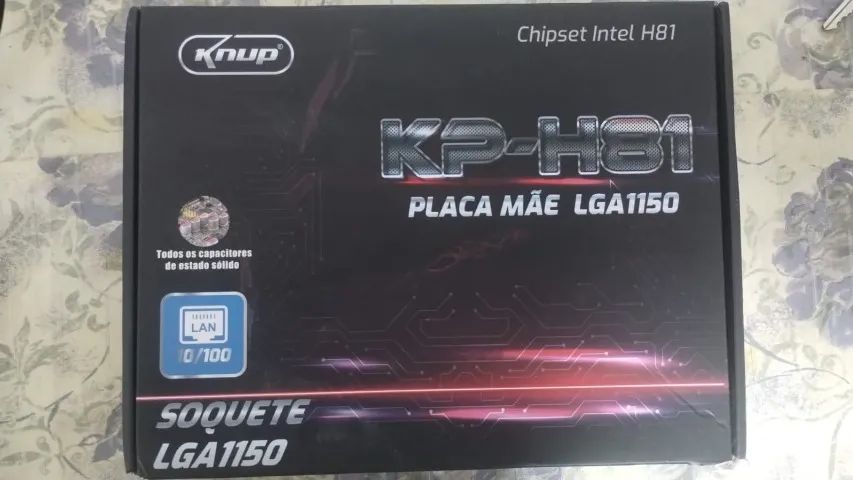 Knup®
Chipset Intel H81
KP-H81
PLACA MÃE LGA1150
Todos os capacitores
de estado sólido
LAN
10/100
SOQUETE
LGA1150